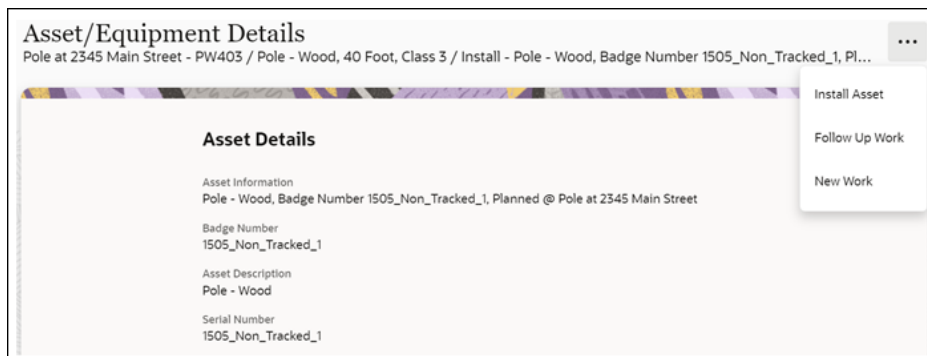 Asset/Equipment Details
Pole at 2345 Main Street - PW403 / Pole - Wood, 40 Foot, Class 3 / Install - Pole - Wood, Badge Number 1505_Non_Tracked_1, Pl...
...
Install Asset
Follow Up Work
New Work
Asset Details
Asset Information
Pole - Wood, Badge Number 1505_Non_Tracked_1, Planned @ Pole at 2345 Main Street
Badge Number
1505_Non_Tracked_1
Asset Description
Pole - Wood
Serial Number
1505_Non_Tracked_1